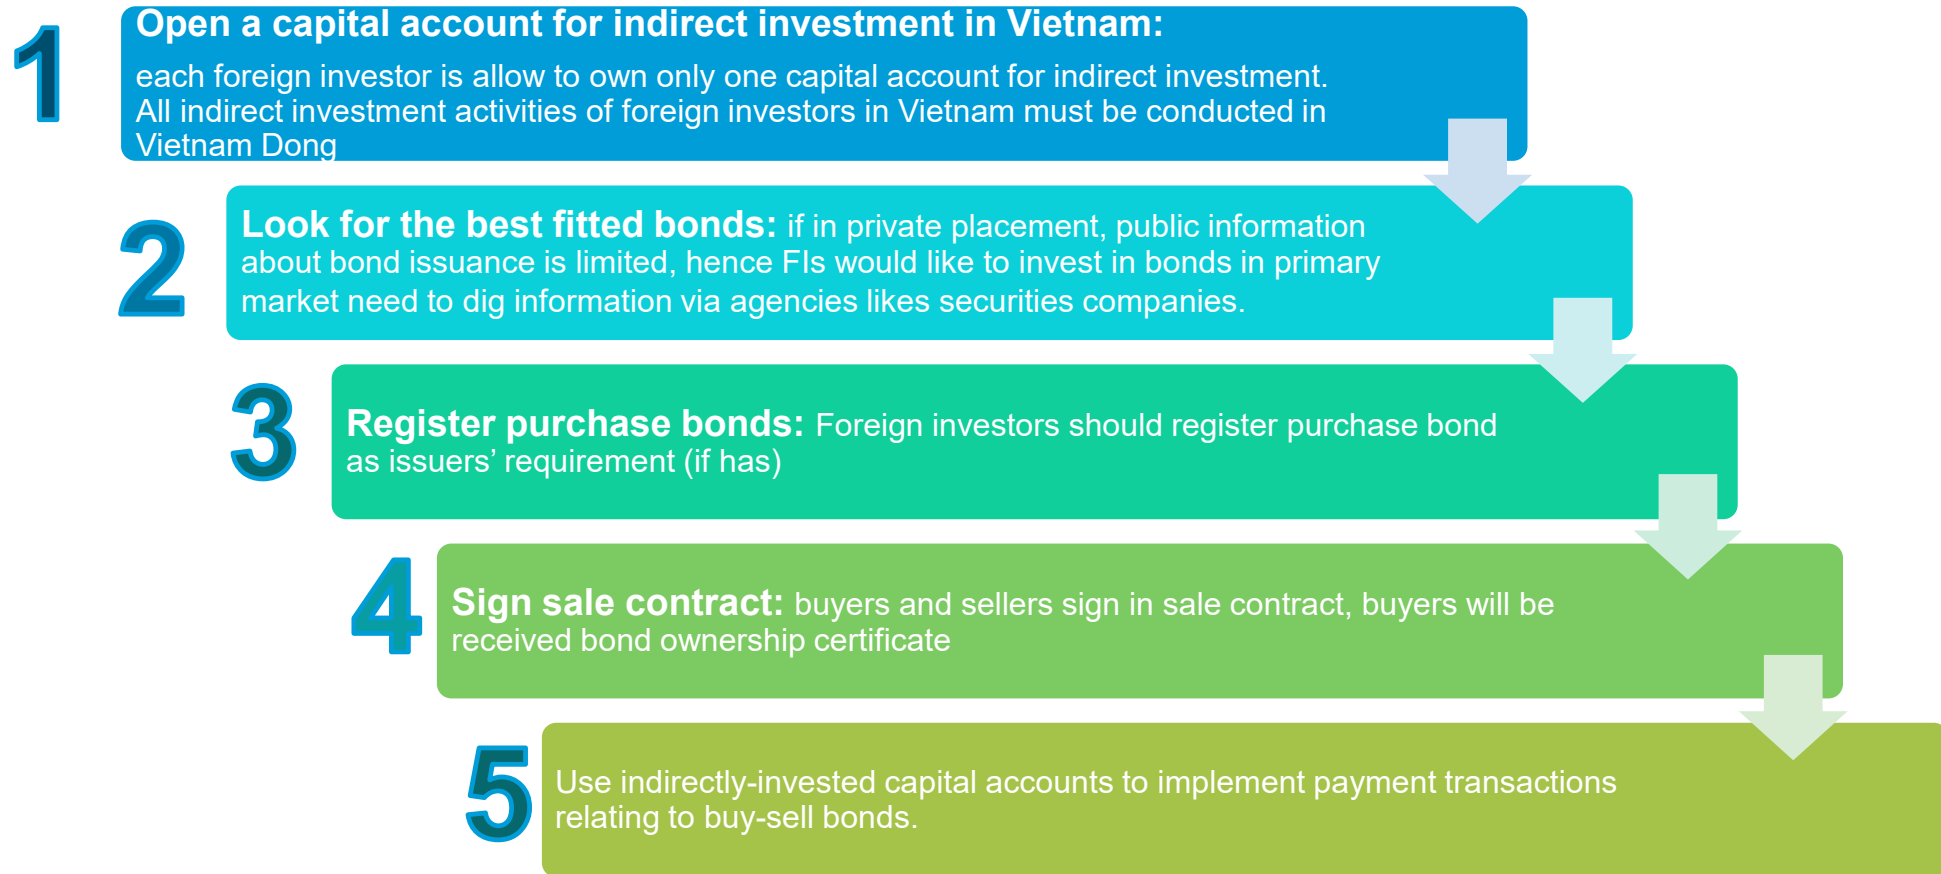 1
Open a capital account for indirect investment in Vietnam:
each foreign investor is allow to own only one capital account for indirect investment.
All indirect investment activities of foreign investors in Vietnam must be conducted in
Vietnam Dong
2
Look for the best fitted bonds: if in private placement, public information
about bond issuance is limited, hence FIs would like to invest in bonds in primary
market need to dig information via agencies likes securities companies.
3
Register purchase bonds: Foreign investors should register purchase bond
as issuers’ requirement (if has)
4
Sign sale contract: buyers and sellers sign in sale contract, buyers will be
received bond ownership certificate
5
Use indirectly-invested capital accounts to implement payment transactions
relating to buy-sell bonds.